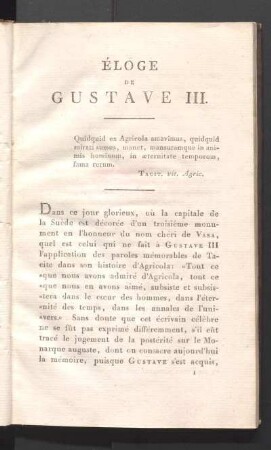 ÉLOGE
DE
GUSTAVE III.
Quidquid ex Agricola amavimus, quidquid
mirati sumus, manet, mansurumque in ani-
mis hominum, in æternitate temporum,
fama rerum.
TACIT. vit. Agric.
Dans ce jour glorieux, où la capitale de
la Suède est décorée d'un troisième monument
en l'honneur du nom chéri de VASA,
quel est celui qui ne fait à GUSTAVE III
l'application des paroles mémorables de Ta-
cite dans son histoire d'Agricola: «Tout ce
«que nous avons admiré d'Agricola, tout ce
«que nous en avons aimé, subsiste et subsis-
«tera dans le cœur des hommes, dans l'éter-
«nité des temps, dans les annales de l'uni-
«vers» Sans doute que cet écrivain célèbre
ne se fût pas exprimé différemment, s'il eût
tracé le jugement de la postérité sur le Mo-
narque auguste, dont on consacre aujourd'hui
la mémoire, puisque GUSTAVE s'est acquis,
1